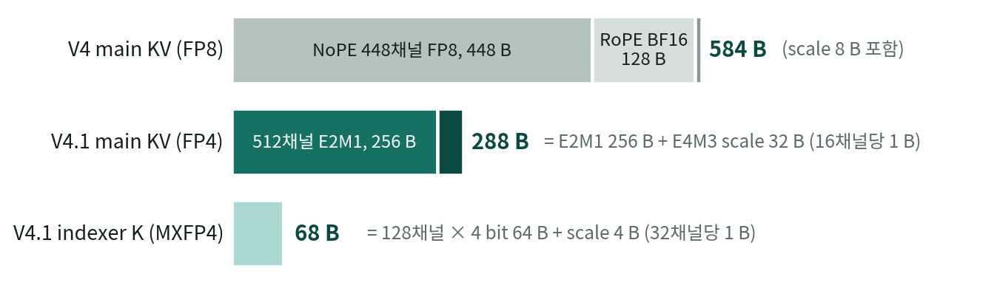 V4 main KV (FP8)
NoPE 448채널 FP8, 448 B
RoPE BF16
128 B
584 B (scale 8 B 포함)
V4.1 main KV (FP4)
512채널 E2M1, 256 B
288 B = E2M1 256 B + E4M3 scale 32 B (16채널당 1 B)
V4.1 indexer K (MXFP4)
68 B = 128채널 × 4 bit 64 B + scale 4 B (32채널당 1 B)